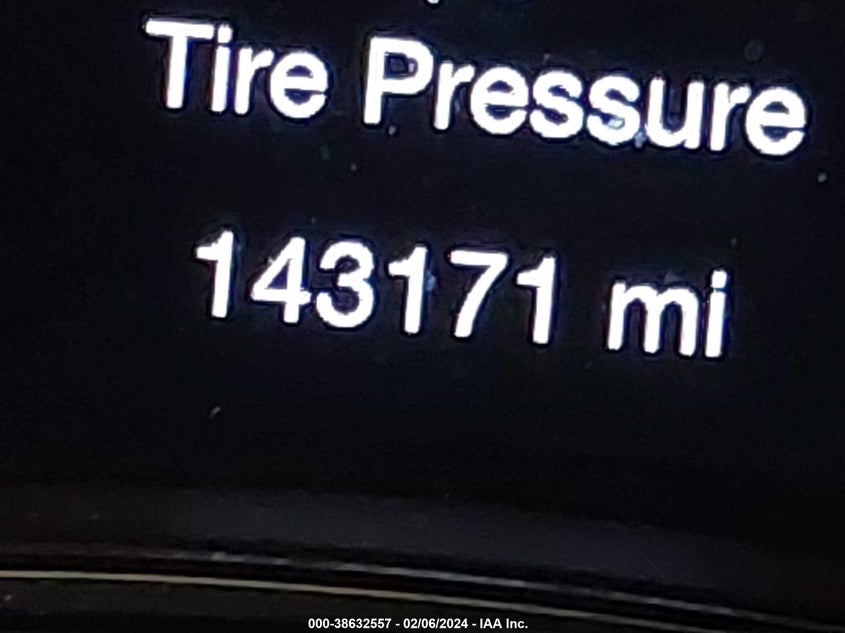 Tire Pressure
143171 mi
000-38632557 - 02/06/2024 - IAA Inc.